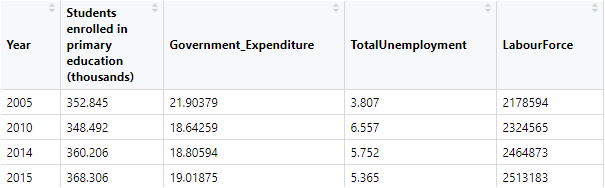 Year Students enrolled in primary education (thousands) Government_Expenditure TotalUnemployment LabourForce
2005 352.845 21.90379 3.807 2178594
2010 348.492 18.64259 6.557 2324565
2014 360.206 18.80594 5.752 2464873
2015 368.306 19.01875 5.365 2513183